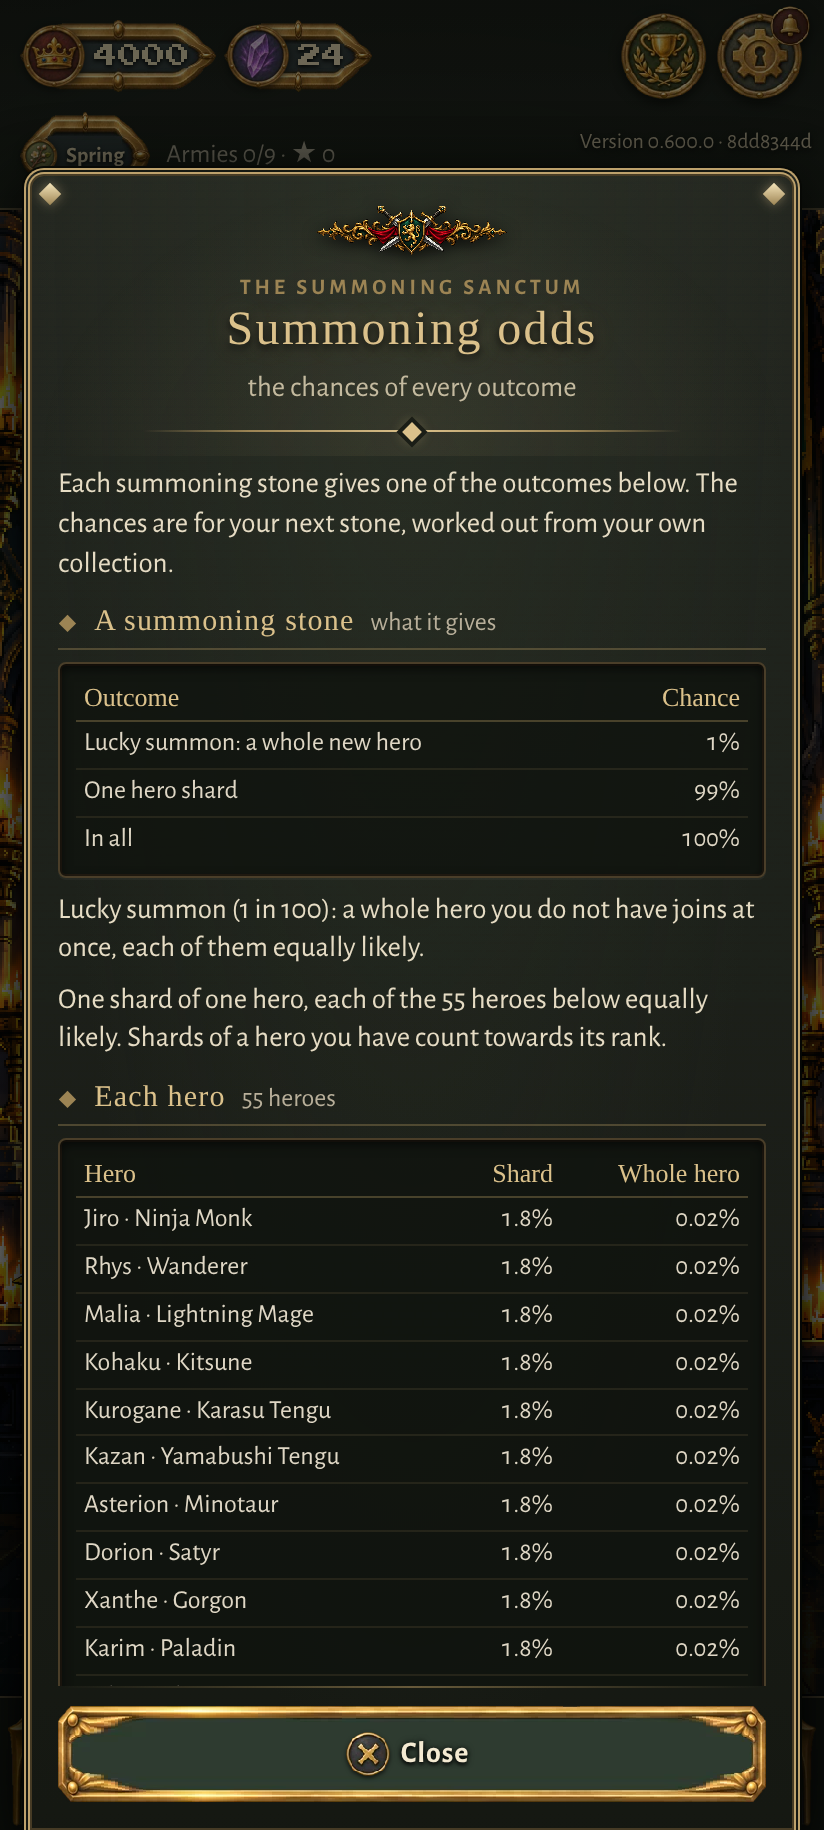 4000
24
Spring
Armies 0/9 · ★ 0
Version 0.600.0 · 8dd8344d
THE SUMMONING SANCTUM
Summoning odds
the chances of every outcome
Each summoning stone gives one of the outcomes below. The
chances are for your next stone, worked out from your own
collection.
A summoning stone what it gives
Outcome Chance
Lucky summon: a whole new hero 1%
One hero shard 99%
In all 100%
Lucky summon (1 in 100): a whole hero you do not have joins at
once, each of them equally likely.
One shard of one hero, each of the 55 heroes below equally
likely. Shards of a hero you have count towards its rank.
Each hero 55 heroes
Hero Shard Whole hero
Jiro · Ninja Monk 1.8% 0.02%
Rhys · Wanderer 1.8% 0.02%
Malia · Lightning Mage 1.8% 0.02%
Kohaku · Kitsune 1.8% 0.02%
Kurogane · Karasu Tengu 1.8% 0.02%
Kazan · Yamabushi Tengu 1.8% 0.02%
Asterion · Minotaur 1.8% 0.02%
Dorion · Satyr 1.8% 0.02%
Xanthe · Gorgon 1.8% 0.02%
Karim · Paladin 1.8% 0.02%
Close